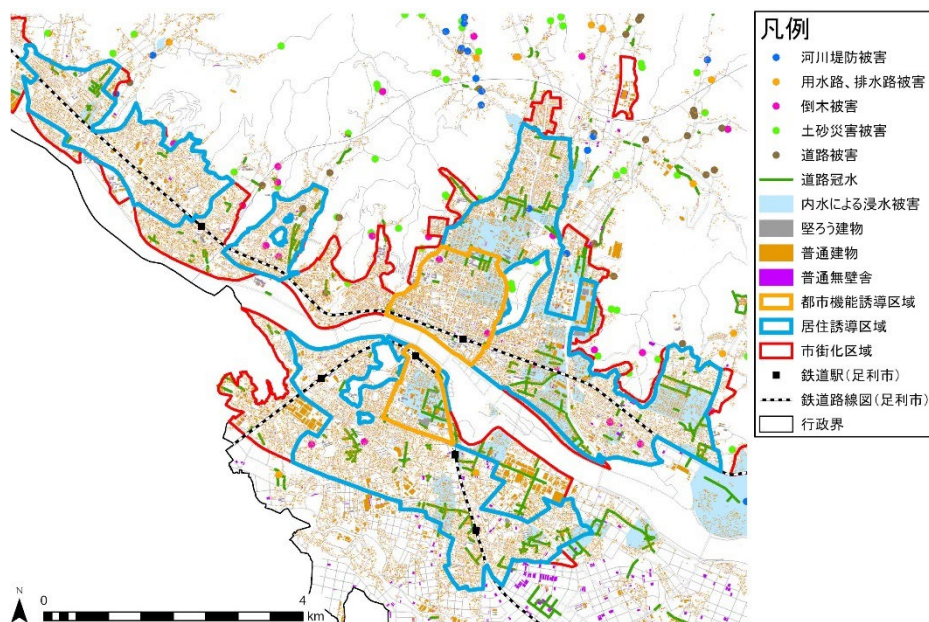 凡例
河川堤防被害
用水路、排水路被害
倒木被害
土砂災害被害
道路被害
道路冠水
内水による浸水被害
堅ろう建物
普通建物
普通無壁舎
都市機能誘導区域
居住誘導区域
市街化区域
鉄道駅(足利市)
鉄道路線図(足利市)
行政界
N
0 4
km